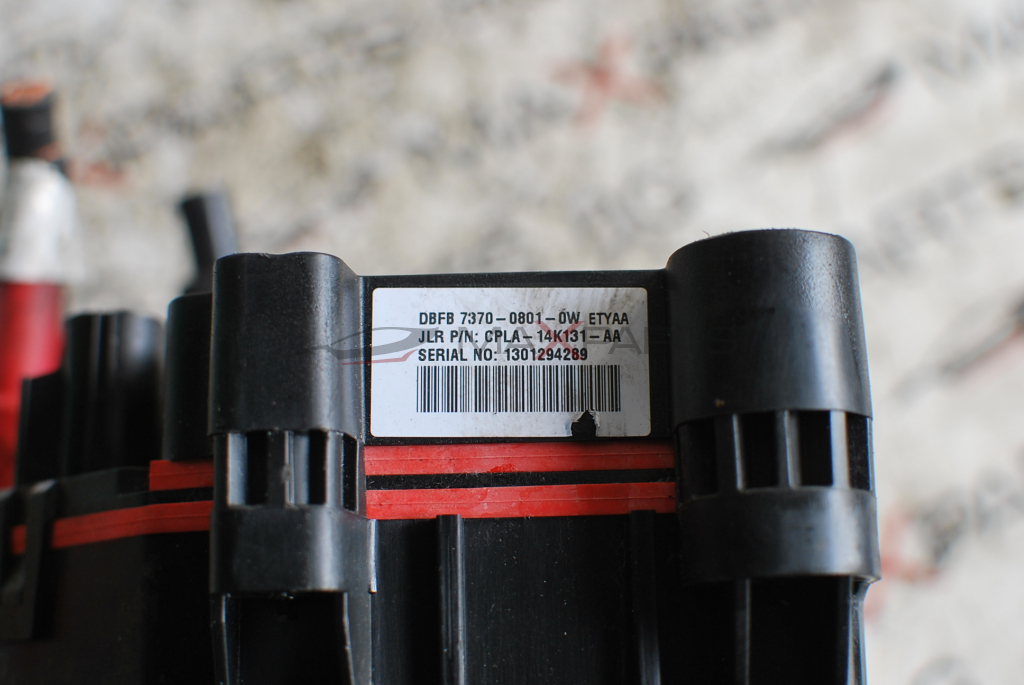 DBFB 7370-0801-0W ETYAA
JLR P/N: CPLA-14K131-AA
SERIAL NO: 1301294289